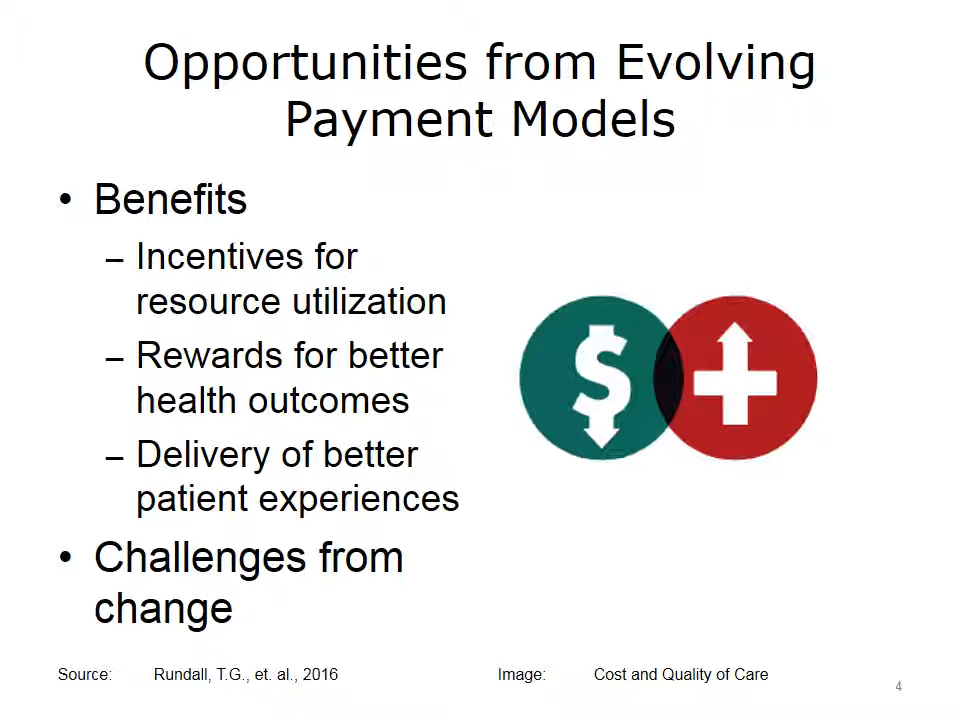 Opportunities from Evolving
Payment Models
• Benefits
– Incentives for
resource utilization
– Rewards for better
health outcomes
– Delivery of better
patient experiences
• Challenges from
change
$
Source: Rundall, T.G., et. al., 2016 Image: Cost and Quality of Care
4